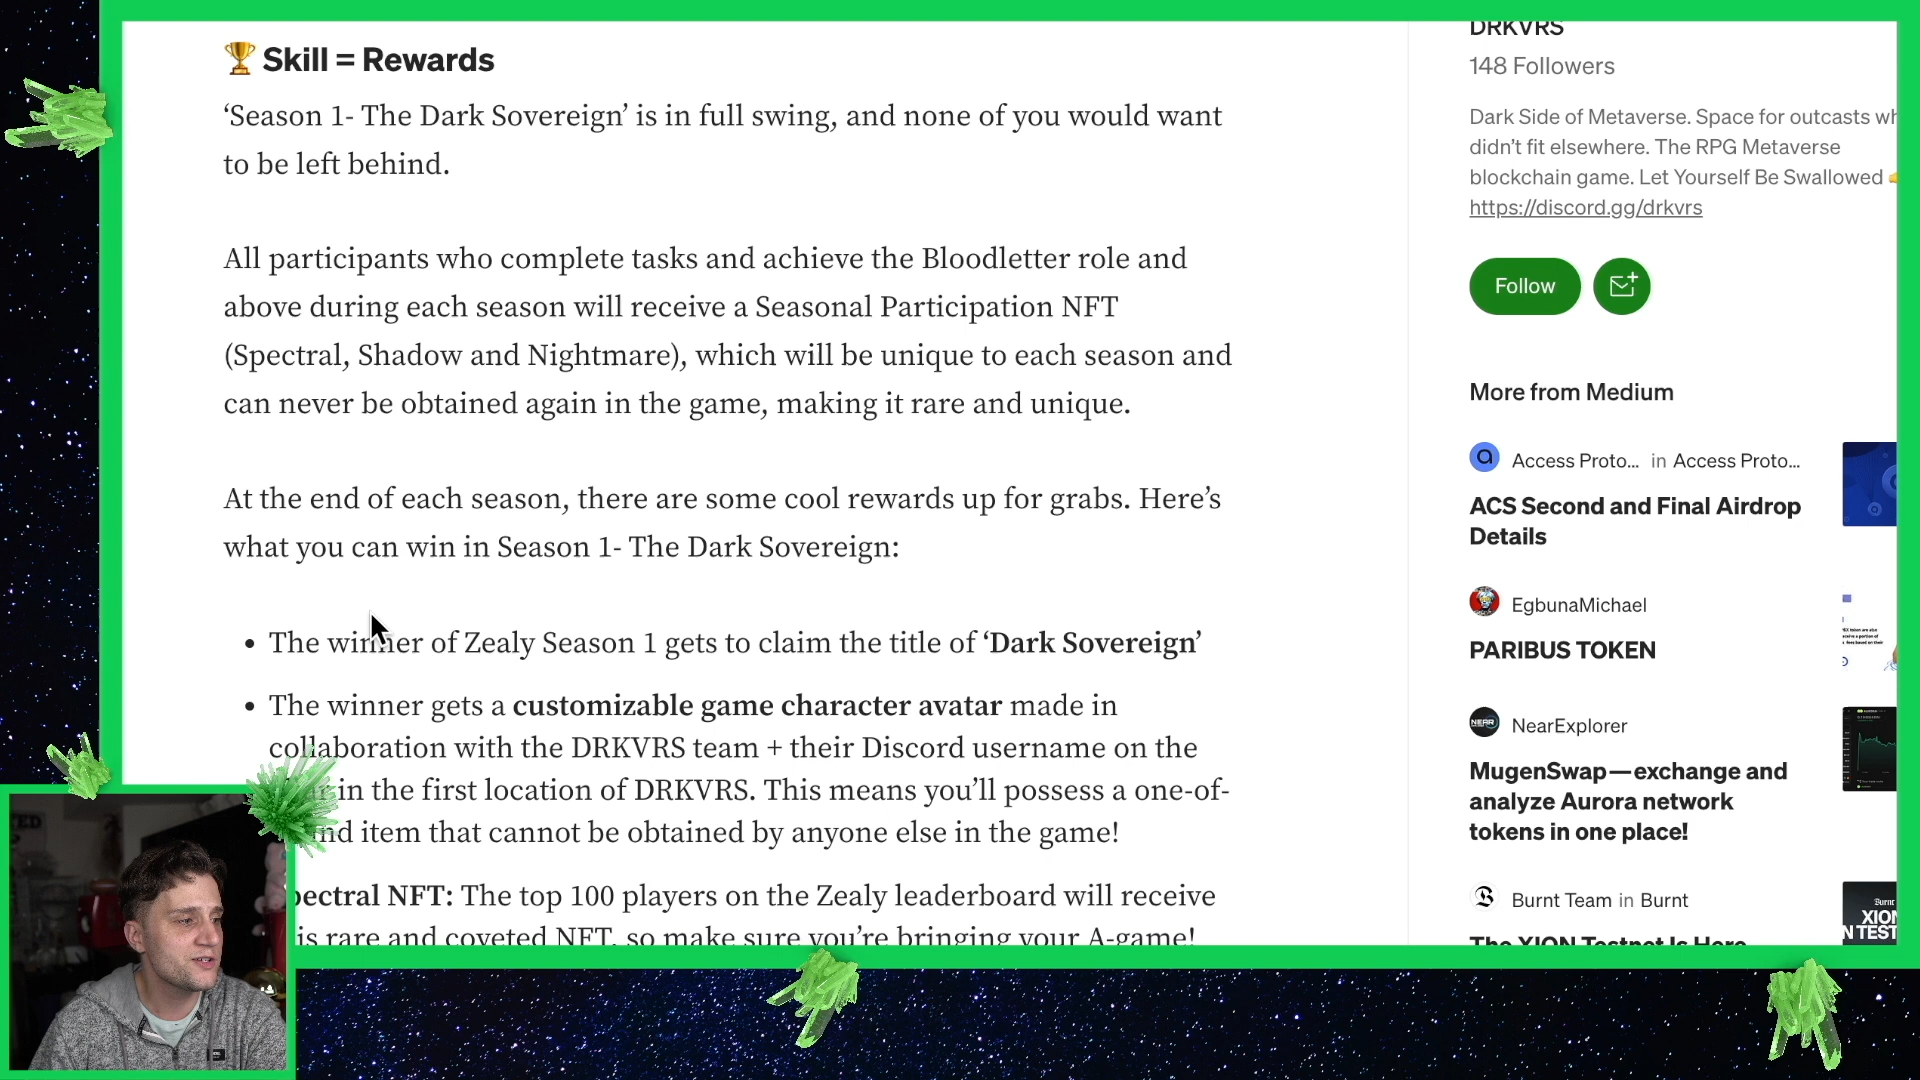 🏆 Skill = Rewards
‘Season 1- The Dark Sovereign’ is in full swing, and none of you would want
to be left behind.
All participants who complete tasks and achieve the Bloodletter role and
above during each season will receive a Seasonal Participation NFT
(Spectral, Shadow and Nightmare), which will be unique to each season and
can never be obtained again in the game, making it rare and unique.
At the end of each season, there are some cool rewards up for grabs. Here’s
what you can win in Season 1- The Dark Sovereign:
• The winner of Zealy Season 1 gets to claim the title of ‘Dark Sovereign’
• The winner gets a customizable game character avatar made in
collaboration with the DRKVRS team + their Discord username on the
in the first location of DRKVRS. This means you’ll possess a one-of-
item that cannot be obtained by anyone else in the game!
pectral NFT: The top 100 players on the Zealy leaderboard will receive
is rare and coveted NFT, so make sure you’re bringing your A-game!
DRKVRS
148 Followers
Dark Side of Metaverse. Space for outcasts wh
didn’t fit elsewhere. The RPG Metaverse
blockchain game. Let Yourself Be Swallowed
https://discord.gg/drkvrs
Follow
More from Medium
Access Proto... in Access Proto...
ACS Second and Final Airdrop
Details
EgbunaMichael
PARIBUS TOKEN
NearExplorer
MugenSwap — exchange and
analyze Aurora network
tokens in one place!
Burnt Team in Burnt
The XION Testnet Is Here
NEAR
Burnt
XION
N TEST